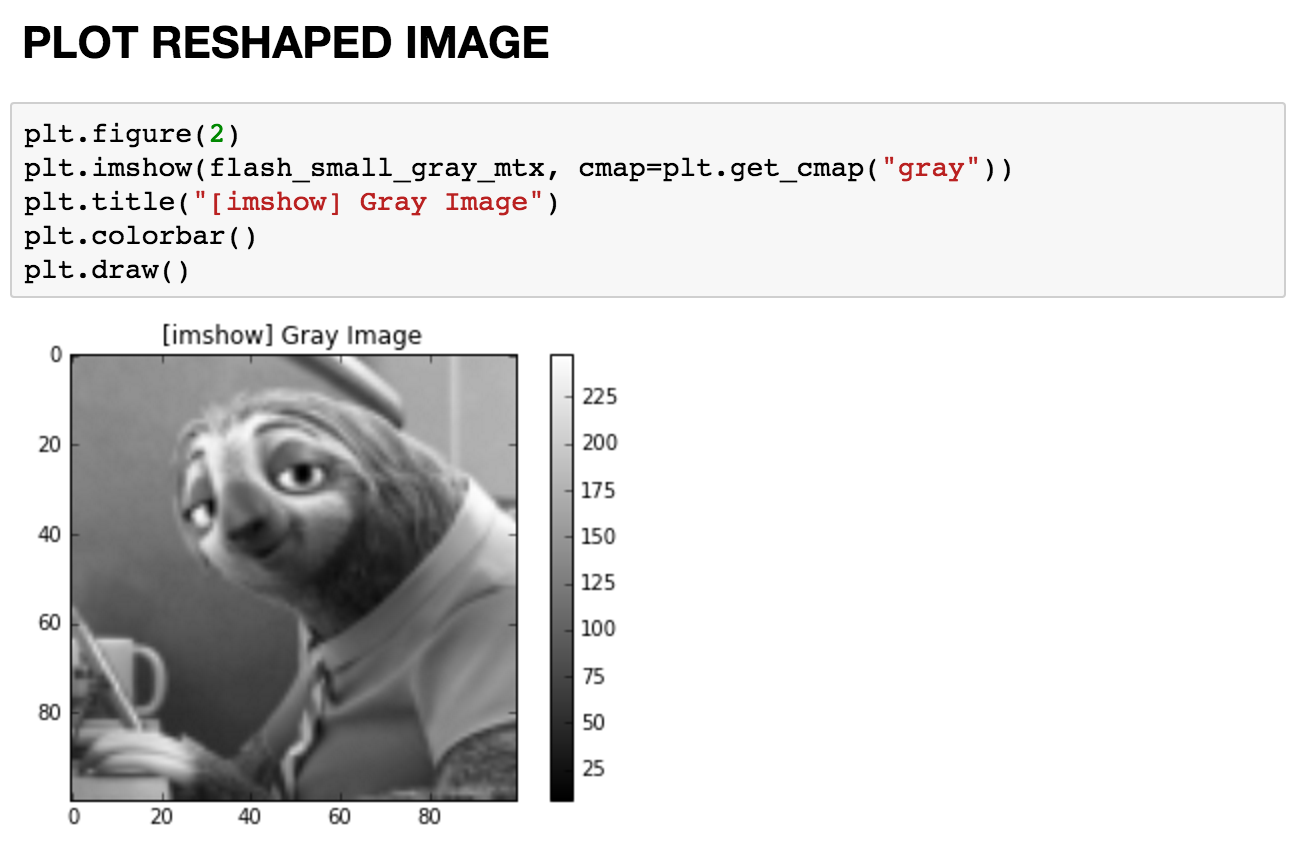 PLOT RESHAPED IMAGE
plt.figure(2)
plt.imshow(flash_small_gray_mtx, cmap=plt.get_cmap("gray"))
plt.title("[imshow] Gray Image")
plt.colorbar()
plt.draw()
[imshow] Gray Image
0
20
40
60
80
0 20 40 60 80
225
200
175
150
125
100
75
50
25